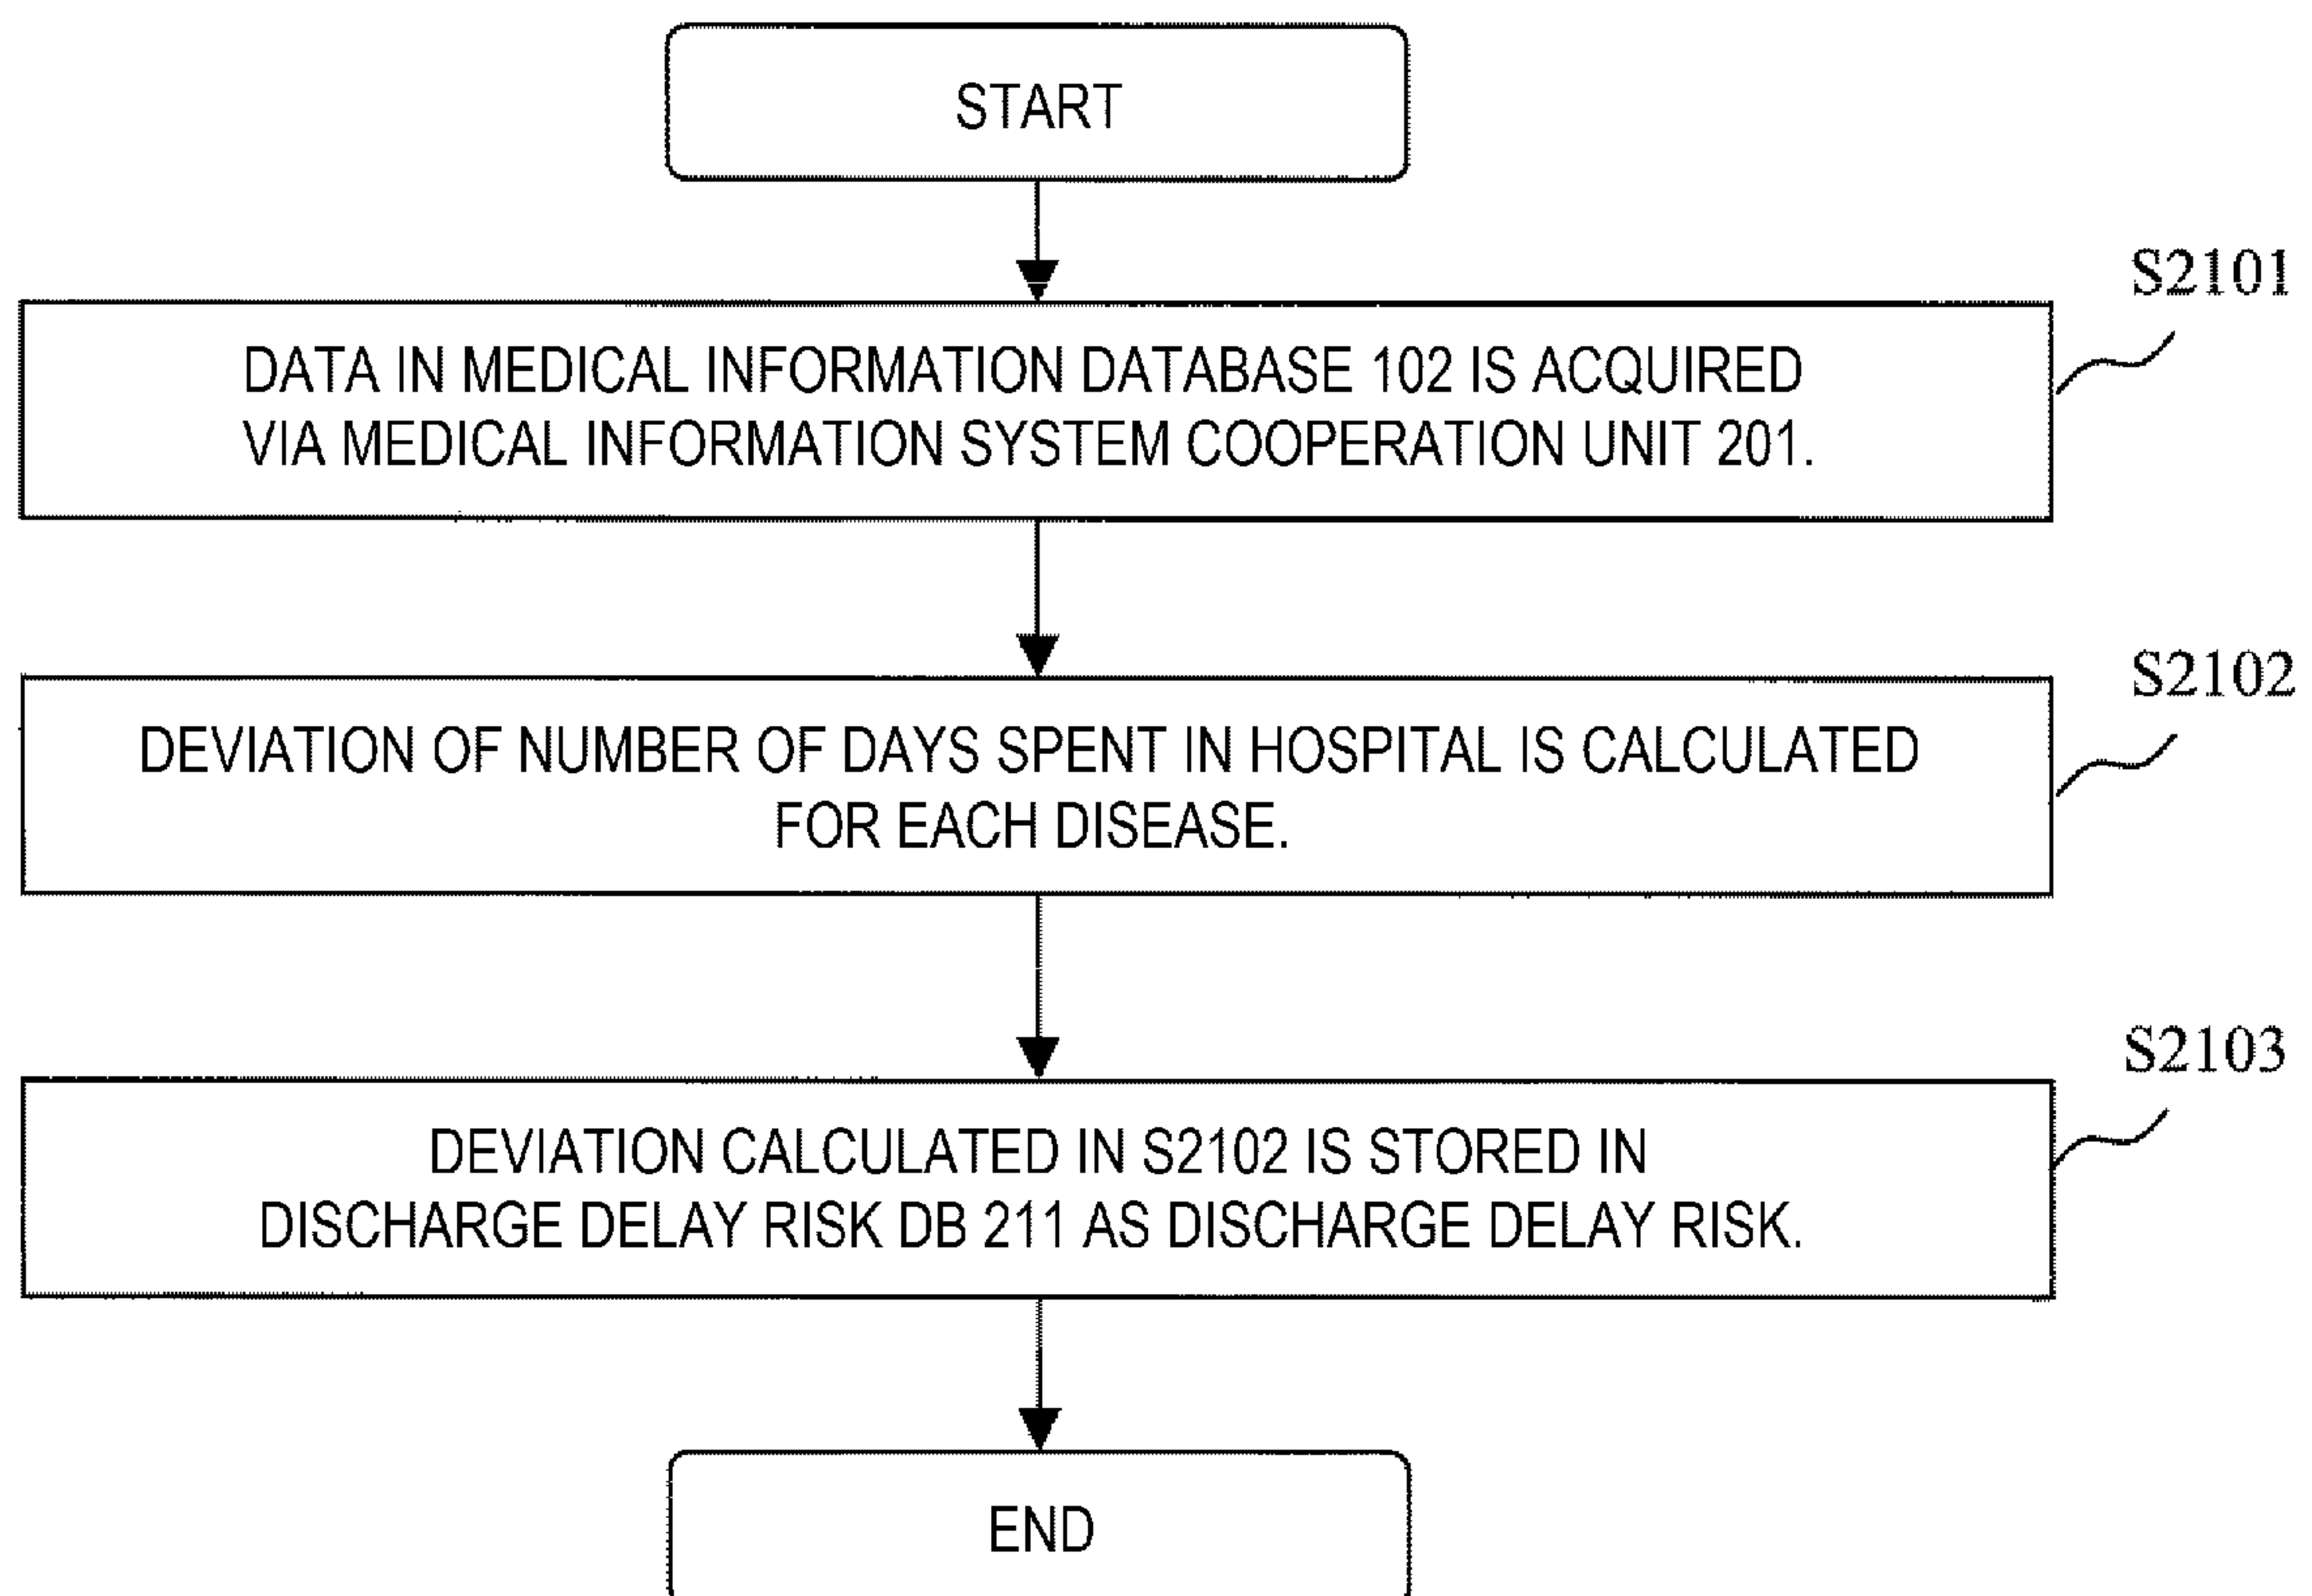 START
S2101
DATA IN MEDICAL INFORMATION DATABASE 102 IS ACQUIRED
VIA MEDICAL INFORMATION SYSTEM COOPERATION UNIT 201.
S2102
DEVIATION OF NUMBER OF DAYS SPENT IN HOSPITAL IS CALCULATED
FOR EACH DISEASE.
S2103
DEVIATION CALCULATED IN S2102 IS STORED IN
DISCHARGE DELAY RISK DB 211 AS DISCHARGE DELAY RISK.
END